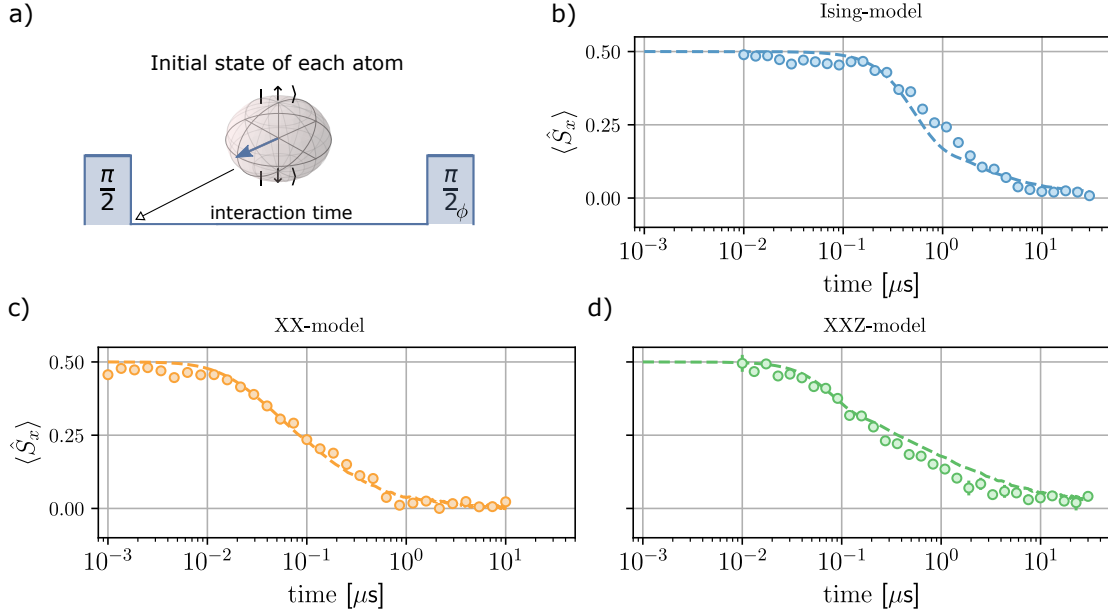 a)
Initial state of each atom
|↑⟩
|↓⟩
π/2
interaction time
π/2 ϕ
b)
Ising-model
⟨Ŝx⟩
0.50
0.25
0.00
10⁻³ 10⁻² 10⁻¹ 10⁰ 10¹
time [μs]
c)
XX-model
⟨Ŝx⟩
0.50
0.25
0.00
10⁻³ 10⁻² 10⁻¹ 10⁰ 10¹
time [μs]
d)
XXZ-model
10⁻³ 10⁻² 10⁻¹ 10⁰ 10¹
time [μs]